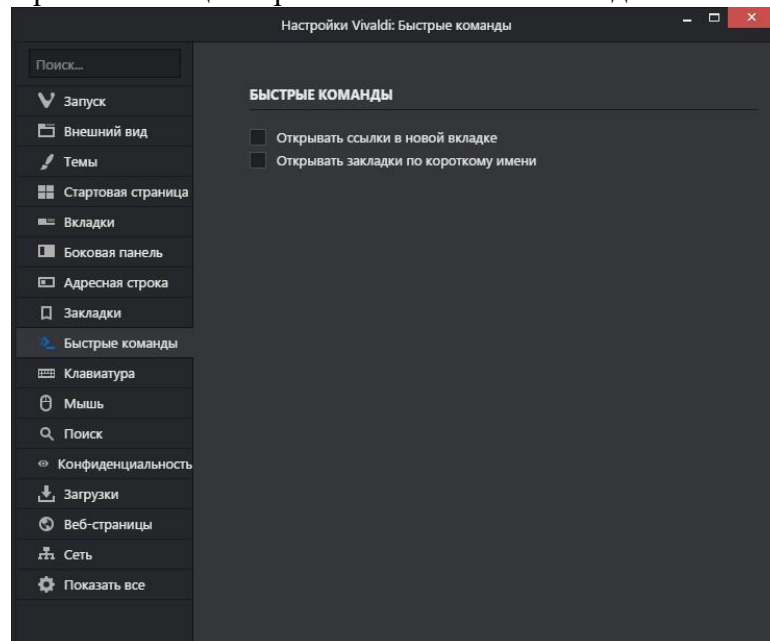 Настройки Vivaldi: Быстрые команды
Поиск...
Запуск
Внешний вид
Темы
Стартовая страница
Вкладки
Боковая панель
Адресная строка
Закладки
Быстрые команды
Клавиатура
Мышь
Поиск
Конфиденциальность
Загрузки
Веб-страницы
Сеть
Показать все
БЫСТРЫЕ КОМАНДЫ
Открывать ссылки в новой вкладке
Открывать закладки по короткому имени